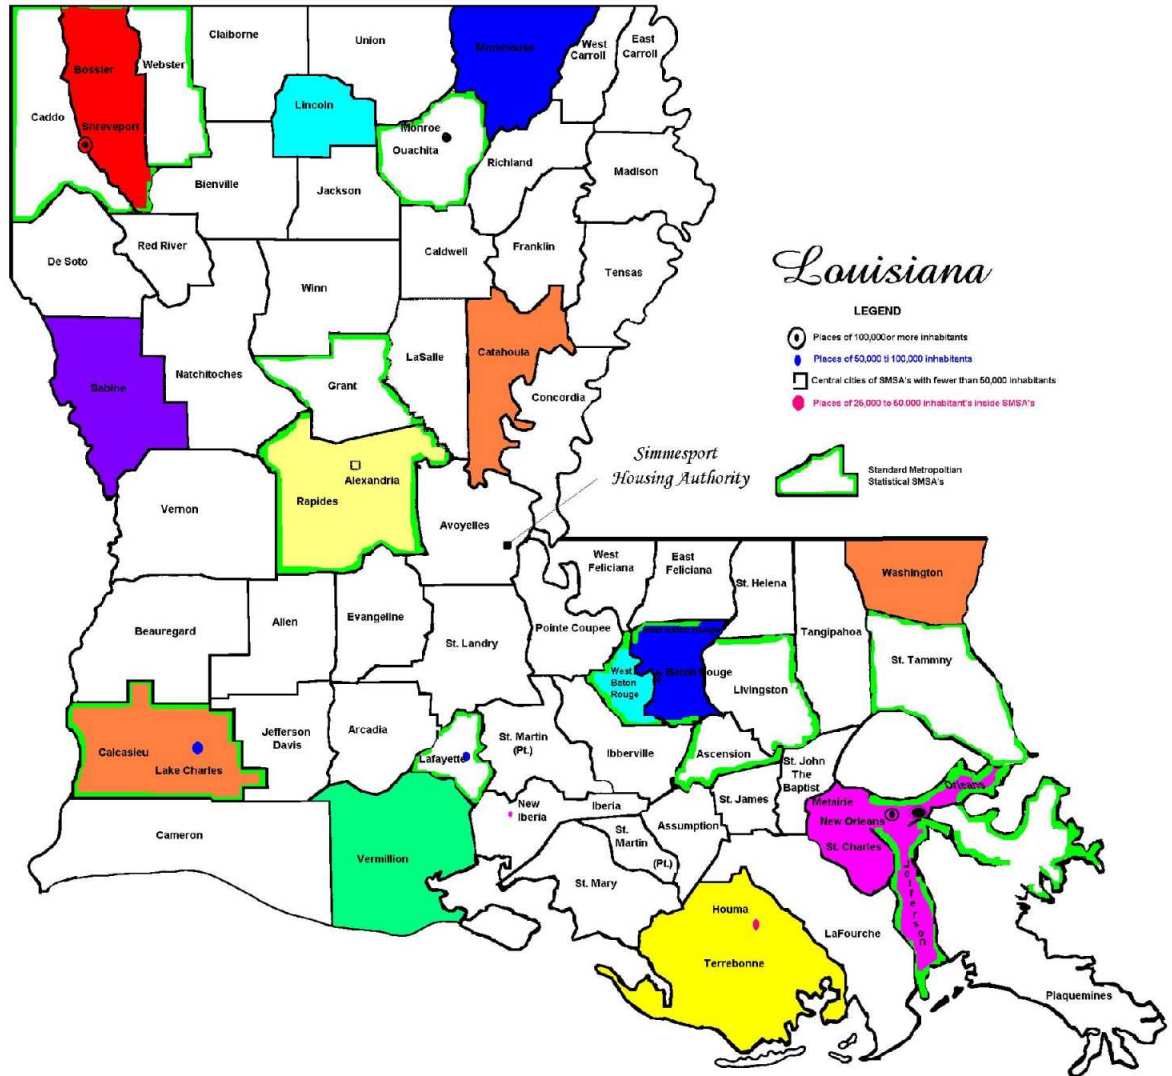 Claiborne
Union
Morehouse
West
Carroll
East
Carroll
Bossier
Webster
Lincoln
Caddo
Shreveport
Monroe
Ouachita
Richland
Madison
Bienville
Jackson
De Soto
Red River
Caldwell
Franklin
Tensas
Winn
Louisiana
LEGEND
Places of 100,000or more inhabitants
Places of 50,000 ti 100,000 inhabitants
Central cities of SMSA's with fewer than 50,000 inhabitants
Places of 25,000 to 50,000 inhabitant's inside SMSA's
Standard Metropoltian
Statistical SMSA's
Sabine
Natchitoches
Grant
LaSalle
Catahoula
Concordia
Simmesport
Housing Authority
Alexandria
Rapides
Vernon
Avoyelles
West
Feliciana
East
Feliciana
St. Helena
Washington
Beauregard
Allen
Evangeline
St. Landry
Pointe Coupee
East Baton Rouge
Tangipahoa
St. Tammny
West
Baton
Rouge
Baton Rouge
Livingston
Calcasieu
Lake Charles
Jefferson
Davis
Arcadia
Lafayette
St. Martin
(Pt.)
Ibberville
Ascension
St. John
The
Baptist
St. James
Metairie
Orleans
New Orleans
St. Charles
Jefferson
Cameron
Vermillion
New
Iberia
Iberia
St.
Martin
(Pt.)
Assumption
St. Mary
Houma
Terrebonne
LaFourche
Plaquemines